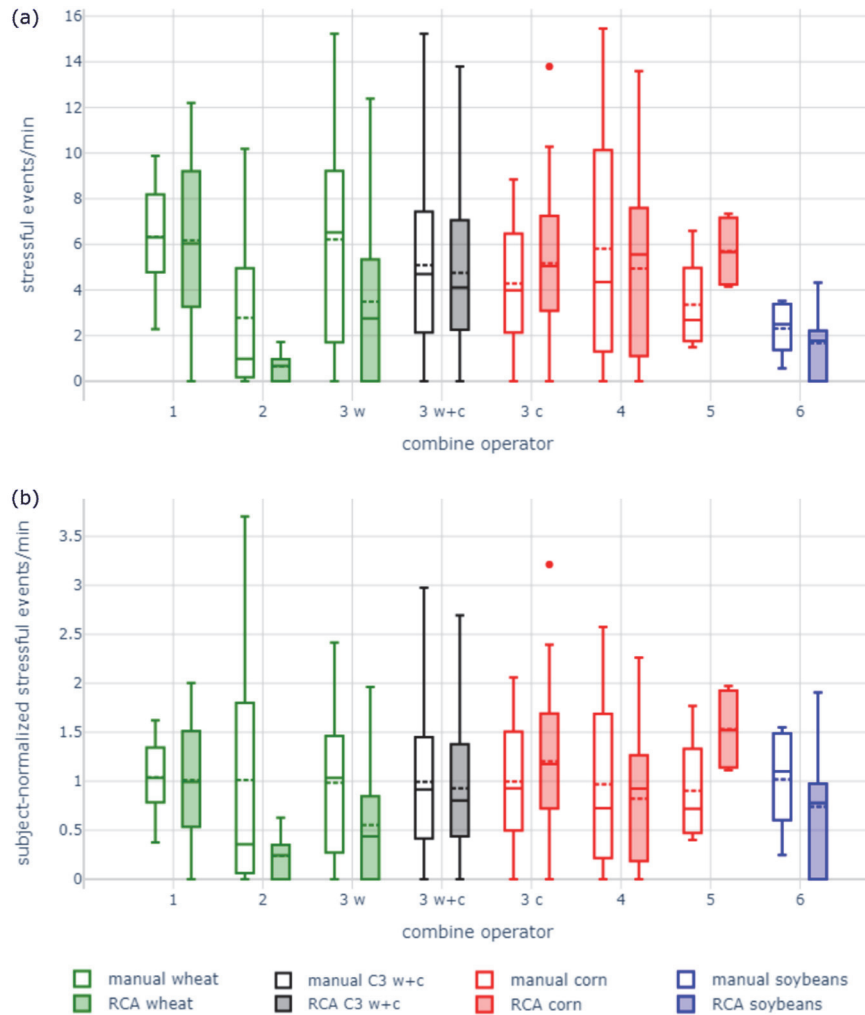 (a)
16
14
12
10
8
6
4
2
0
stressful events/min
1 2 3 w 3 w+c 3 c 4 5 6
combine operator
(b)
3.5
3
2.5
2
1.5
1
0.5
0
subject-normalized stressful events/min
1 2 3 w 3 w+c 3 c 4 5 6
combine operator
manual wheat manual C3 w+c manual corn manual soybeans
RCA wheat RCA C3 w+c RCA corn RCA soybeans